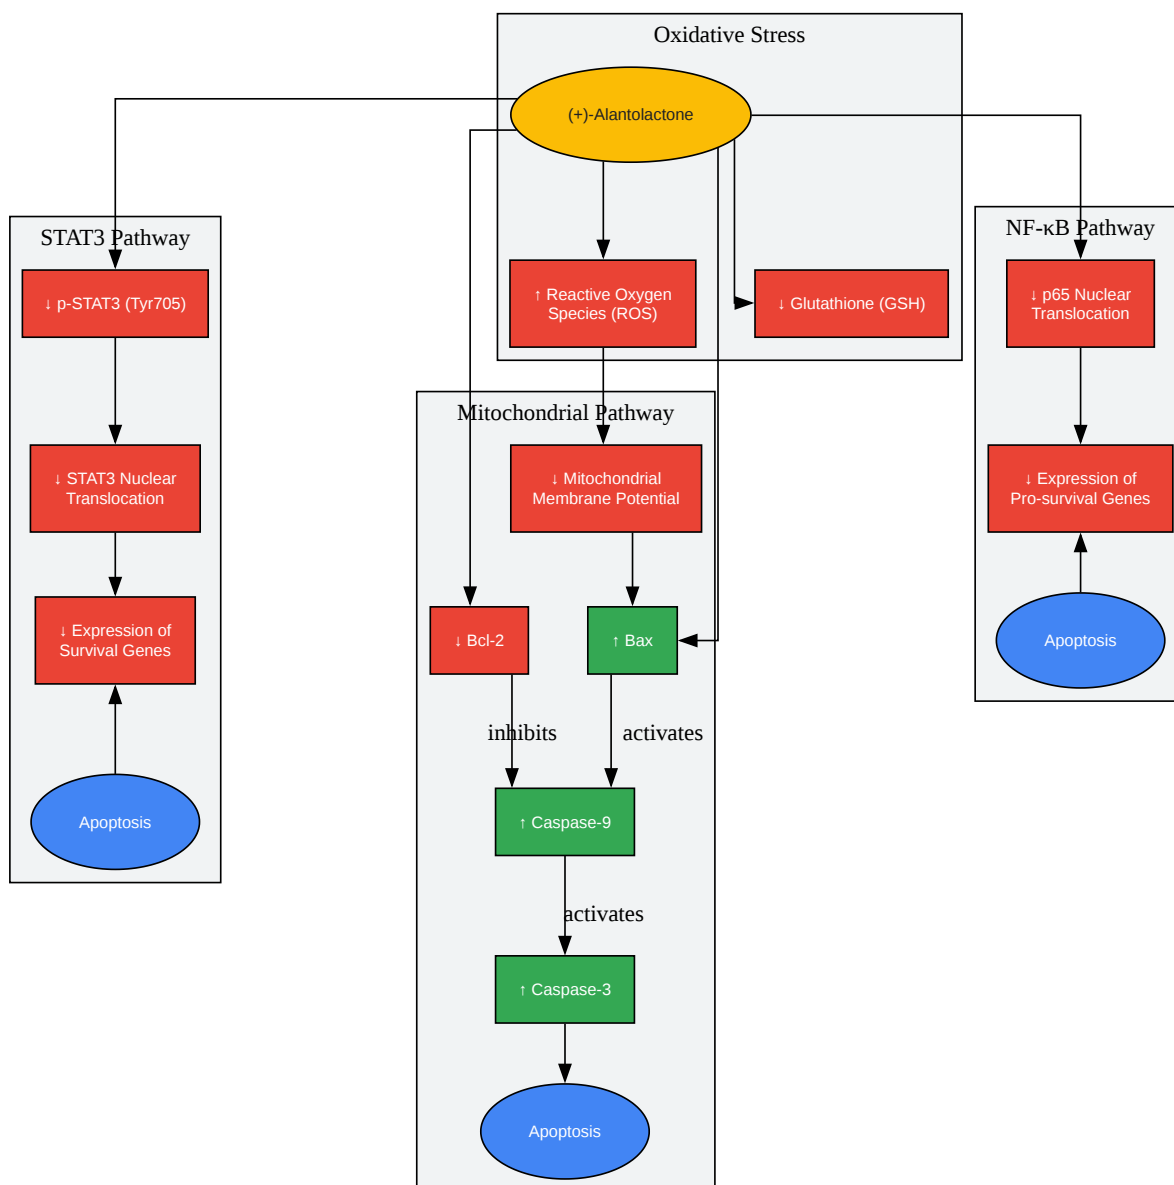 Oxidative Stress
(+)-Alantolactone
STAT3 Pathway
↓ p-STAT3 (Tyr705)
↓ STAT3 Nuclear
Translocation
↓ Expression of
Survival Genes
Apoptosis
↑ Reactive Oxygen
Species (ROS)
↓ Glutathione (GSH)
Mitochondrial Pathway
↓ Mitochondrial
Membrane Potential
↓ Bcl-2
↑ Bax
inhibits
activates
↑ Caspase-9
activates
↑ Caspase-3
Apoptosis
NF-κB Pathway
↓ p65 Nuclear
Translocation
↓ Expression of
Pro-survival Genes
Apoptosis